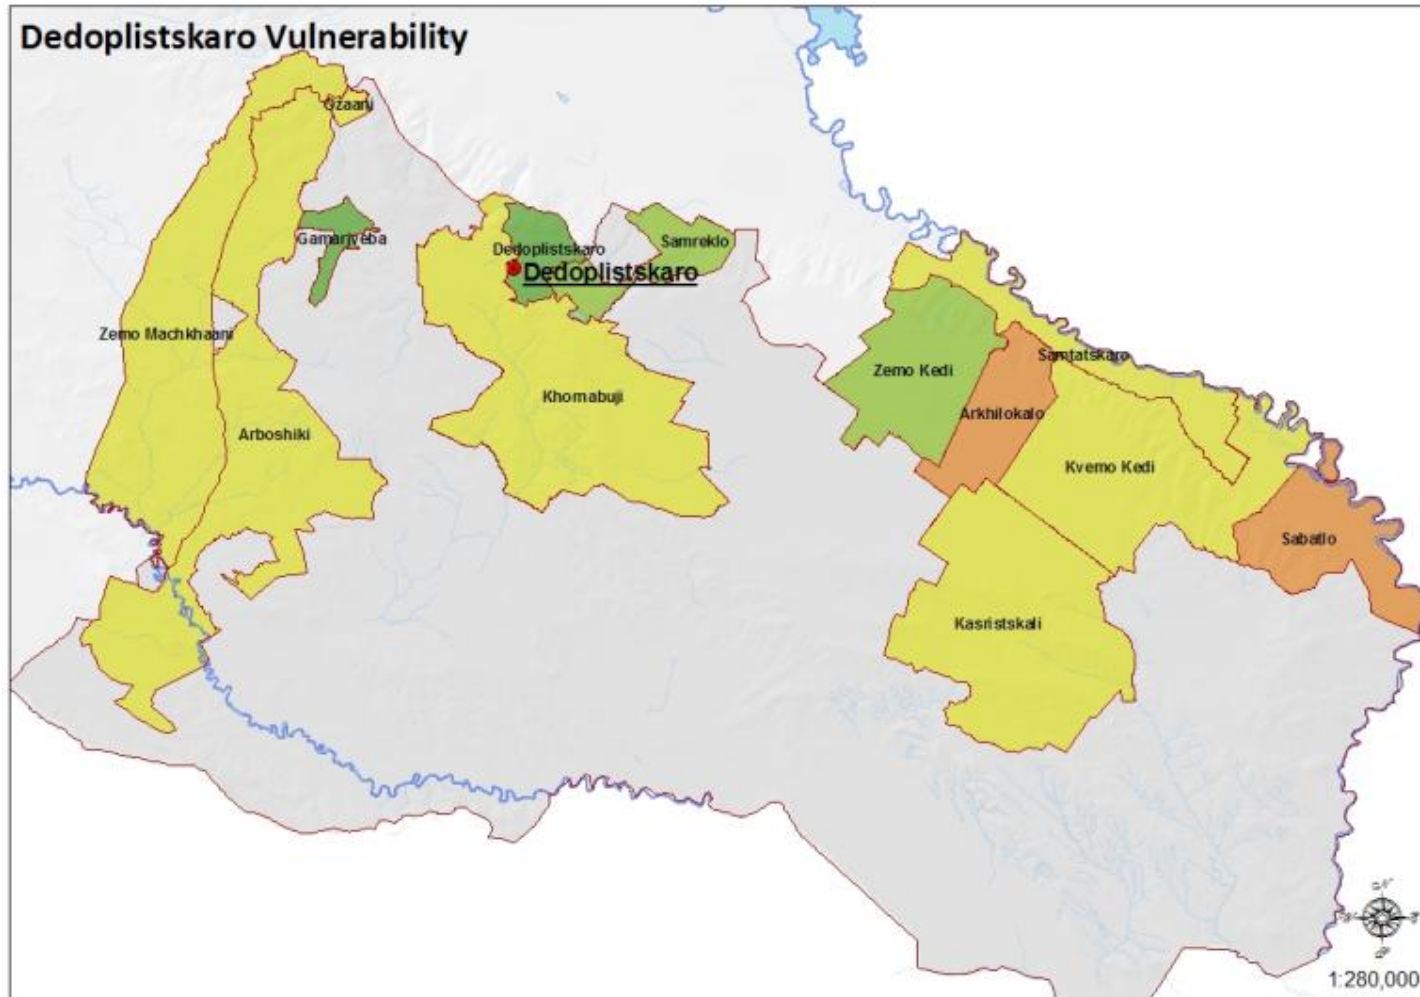 Dedoplistskaro Vulnerability
Ozaani
Gamarjveba
Dedoplistskaro
Samreklo
Dedoplistskaro
Zemo Machkhaani
Samtatskaro
Zemo Kedi
Khornabuji
Arkhilokalo
Arboshiki
Kvemo Kedi
Sabatlo
Kasristskali
1:280,000